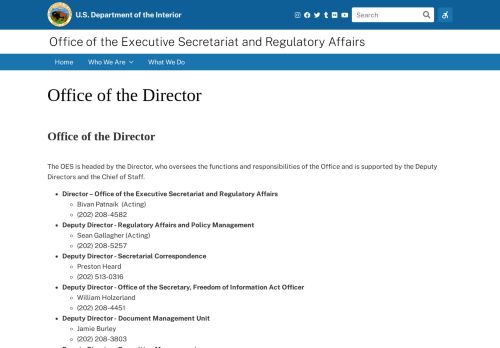 U.S. Department of the Interior
Search
Office of the Executive Secretariat and Regulatory Affairs
Home
Who We Are
What We Do
Office of the Director
Office of the Director
The OES is headed by the Director, who oversees the functions and responsibilities of the Office and is supported by the Deputy
Directors and the Chief of Staff.
Director – Office of the Executive Secretariat and Regulatory Affairs
Bivan Patnaik (Acting)
(202) 208-4582
Deputy Director - Regulatory Affairs and Policy Management
Sean Gallagher (Acting)
(202) 208-5257
Deputy Director - Secretarial Correspondence
Preston Heard
(202) 513-0316
Deputy Director - Office of the Secretary, Freedom of Information Act Officer
William Holzerland
(202) 208-4451
Deputy Director - Document Management Unit
Jamie Burley
(202) 208-3803